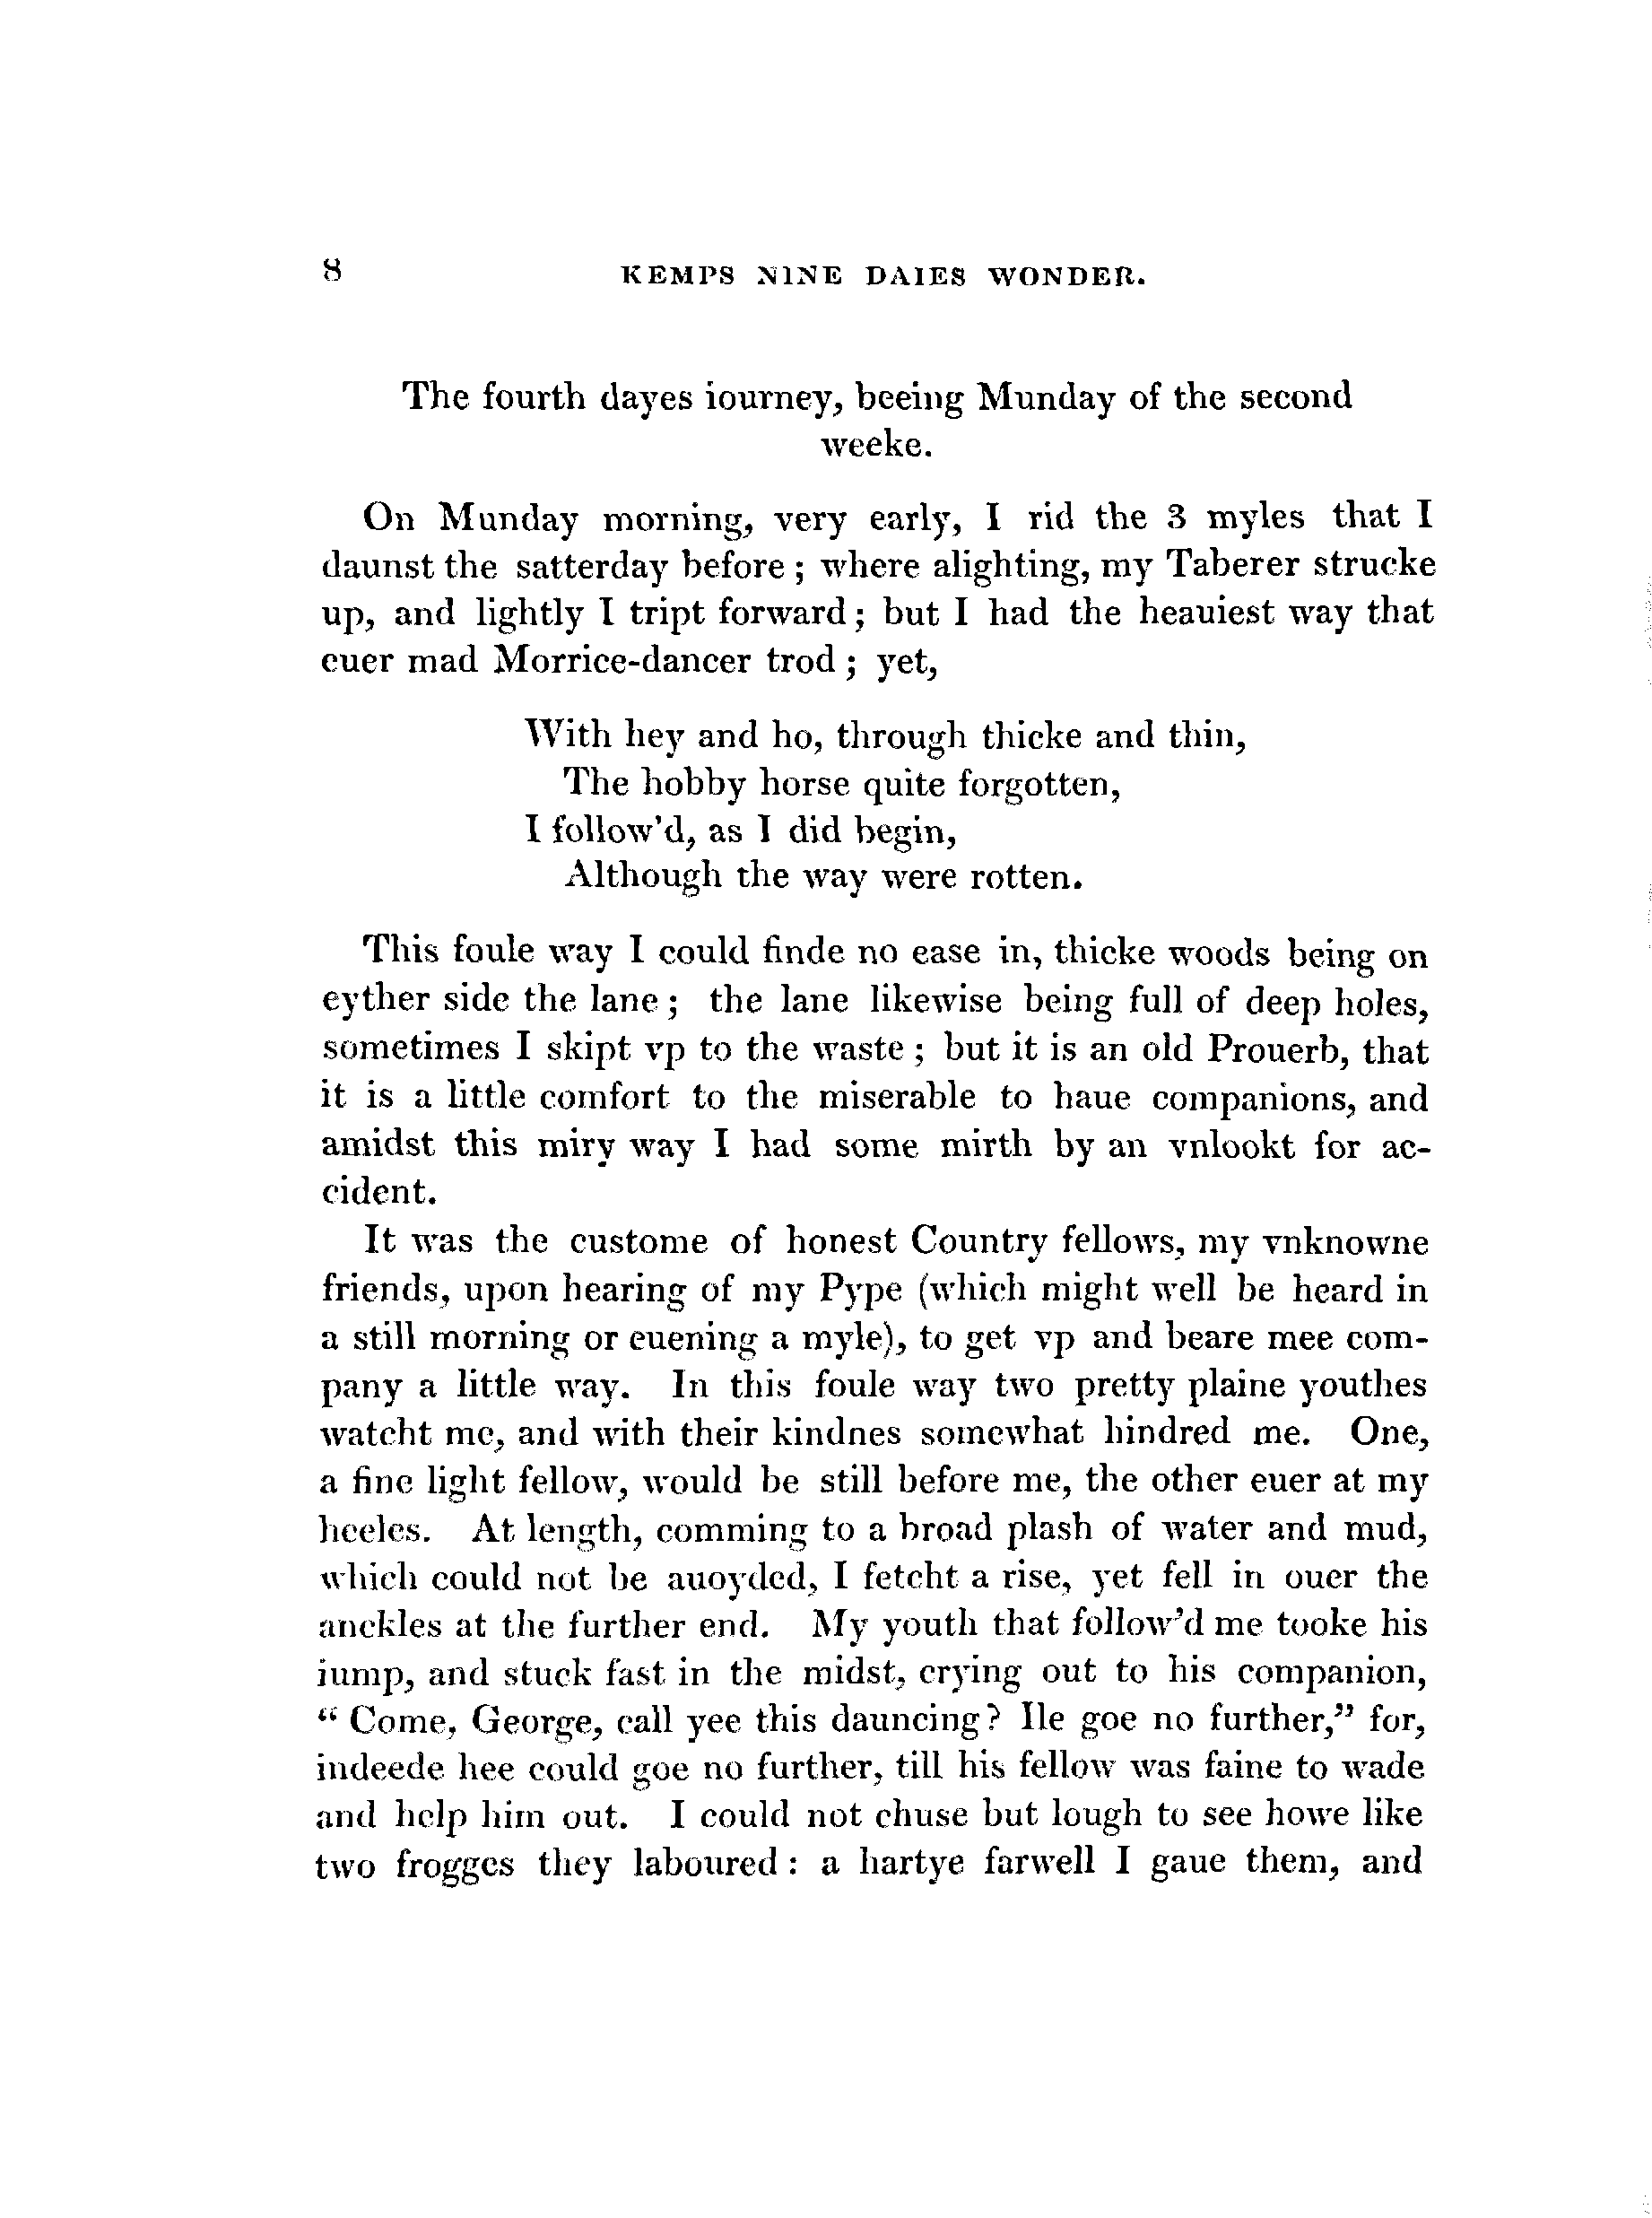 8 KEMPS NINE DAIES WONDER.
The fourth dayes iourney, beeing Munday of the second
weeke.
On Munday morning, very early, I rid the 3 myles that I
daunst the satterday before ; where alighting, my Taberer strucke
up, and lightly I tript forward ; but I had the heauiest way that
euer mad Morrice-dancer trod ; yet,
With hey and ho, through thicke and thin,
The hobby horse quite forgotten,
I follow'd, as I did begin,
Although the way were rotten.
This foule way I could finde no ease in, thicke woods being on
eyther side the lane ; the lane likewise being full of deep holes,
sometimes I skipt vp to the waste ; but it is an old Prouerb, that
it is a little comfort to the miserable to haue companions, and
amidst this miry way I had some mirth by an vnlookt for ac-
cident.
It was the custome of honest Country fellows, my vnknowne
friends, upon hearing of my Pype (which might well be heard in
a still morning or euening a myle), to get vp and beare mee com-
pany a little way. In this foule way two pretty plaine youthes
watcht me, and with their kindnes somewhat hindred me. One,
a fine light fellow, would be still before me, the other euer at my
heeles. At length, comming to a broad plash of water and mud,
which could not be auoyded, I fetcht a rise, yet fell in ouer the
anckles at the further end. My youth that follow'd me tooke his
iump, and stuck fast in the midst, crying out to his companion,
“ Come, George, call yee this dauncing? Ile goe no further,” for,
indeede hee could goe no further, till his fellow was faine to wade
and help him out. I could not chuse but lough to see howe like
two frogges they laboured : a hartye farwell I gaue them, and